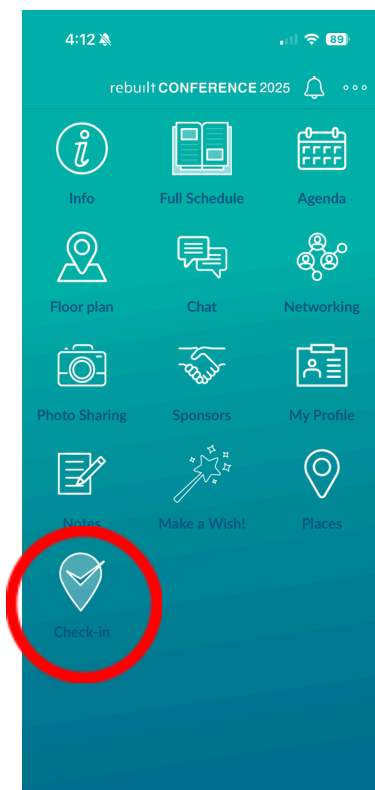 4:12 89
rebuilt CONFERENCE 2025
Info Full Schedule Agenda
Floor plan Chat Networking
Photo Sharing Sponsors My Profile
Notes Make a Wish! Places
Check-in